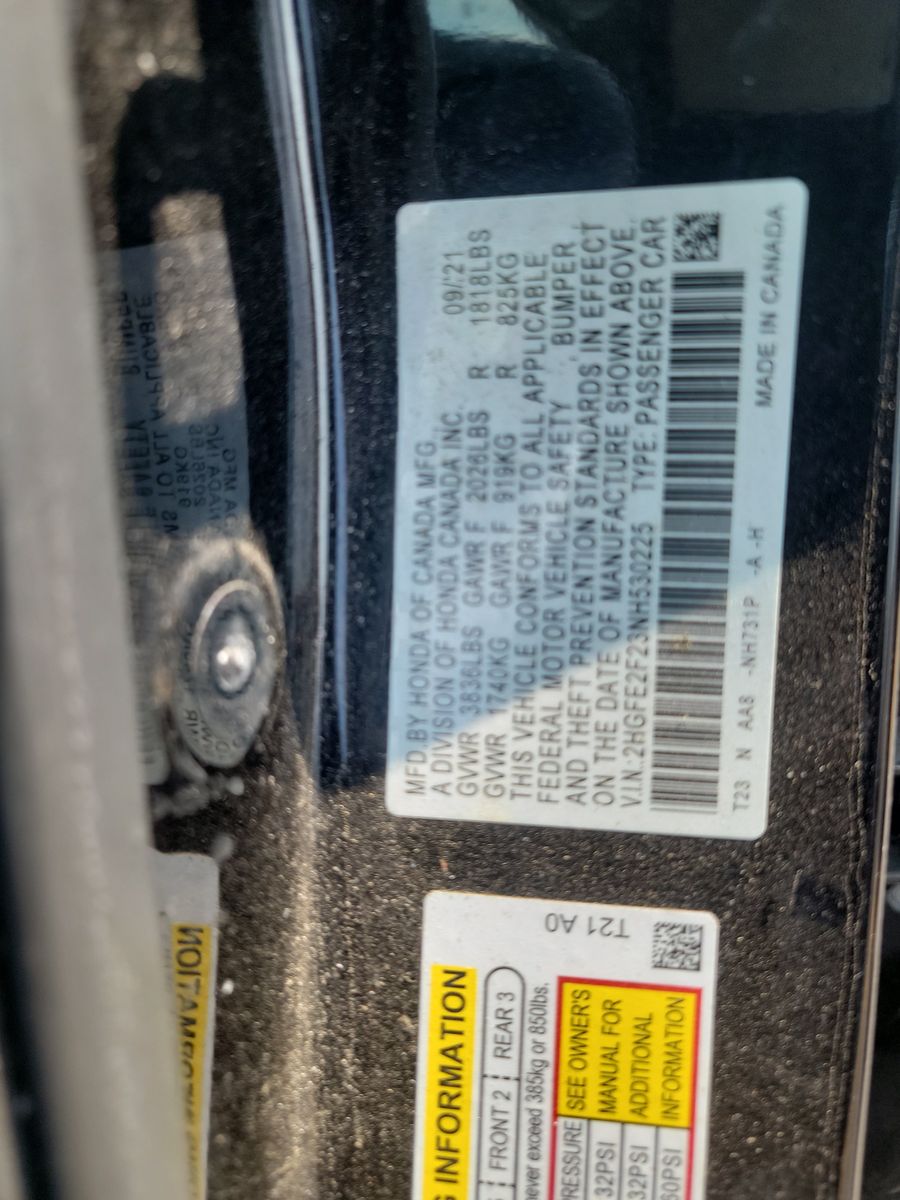 MFD BY HONDA OF CANADA MFG.
A DIVISION OF HONDA CANADA INC. 09/'21
GVWR 3836LBS GAWR F 2026LBS R 1818LBS
GVWR 1740KG GAWR F 919KG R 825KG
THIS VEHICLE CONFORMS TO ALL APPLICABLE
FEDERAL MOTOR VEHICLE SAFETY, BUMPER
AND THEFT PREVENTION STANDARDS IN EFFECT
ON THE DATE OF MANUFACTURE SHOWN ABOVE.
V.I.N.:2HGFE2F23NH530225 TYPE: PASSENGER CAR
T23 N AA8 -NH731P -A-H MADE IN CANADA
T21 A0
INFORMATION
FRONT 2 REAR 3
never exceed 385kg or 850lbs.
SEE OWNER'S
MANUAL FOR
ADDITIONAL
INFORMATION
32PSI
32PSI
60PSI